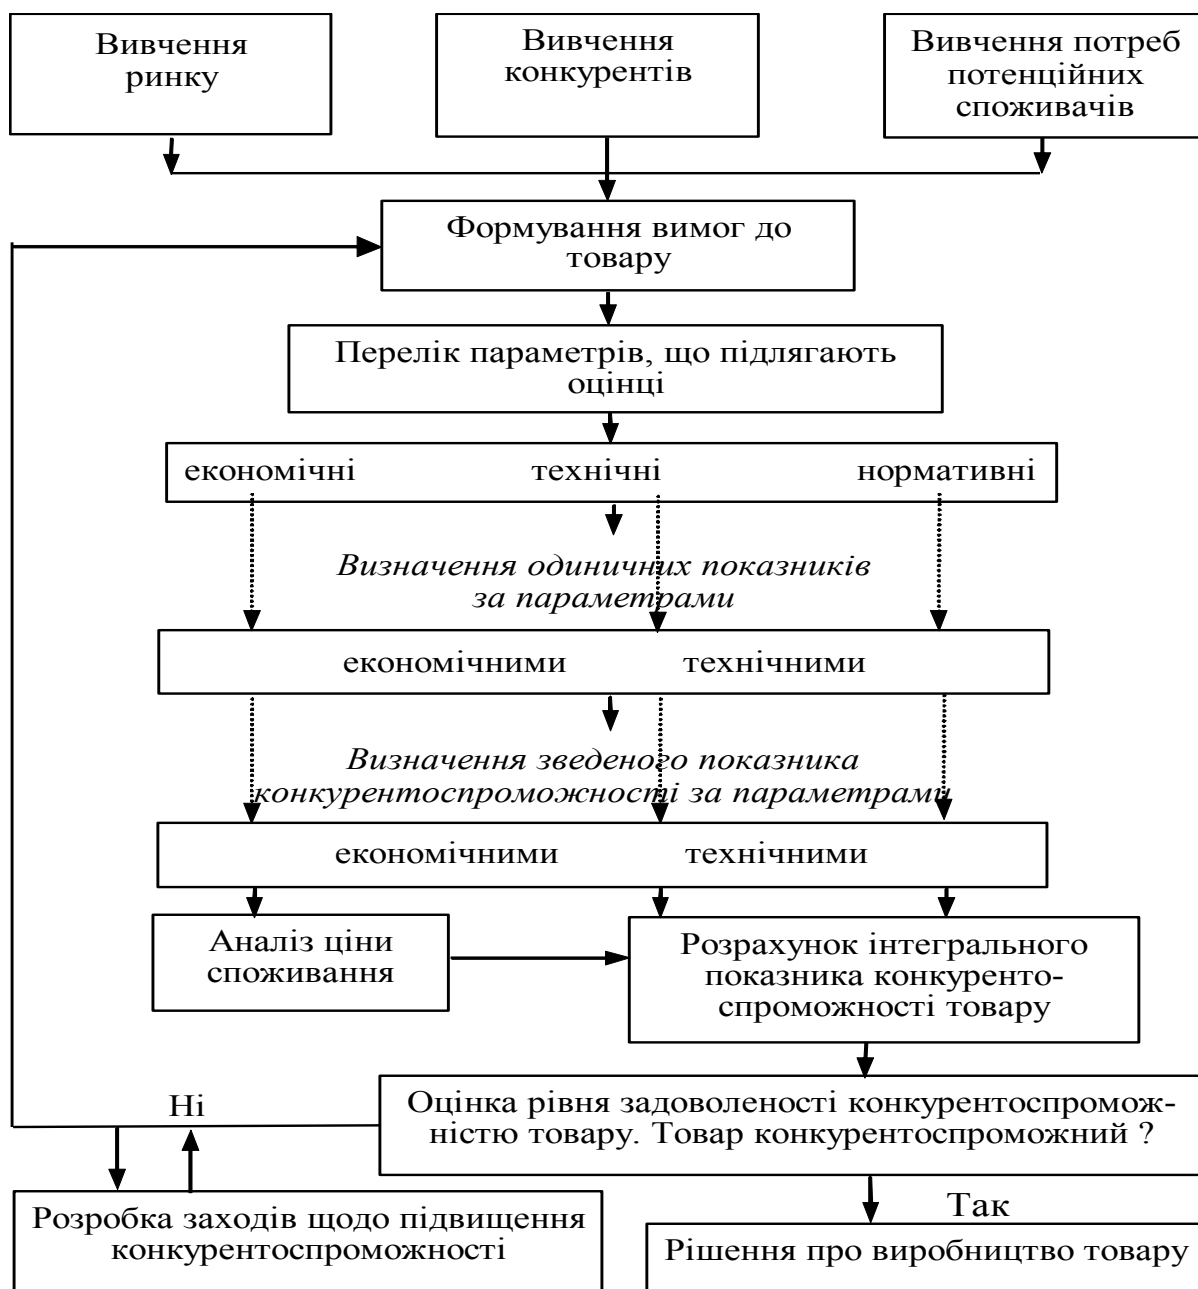 Вивчення
ринку
Вивчення
конкурентів
Вивчення потреб
потенційних
споживачів
Формування вимог до
товару
Перелік параметрів, що підлягають
оцінці
економічні технічні нормативні
Визначення одиничних показників
за параметрами
економічними технічними
Визначення зведеного показника
конкурентоспроможності за параметрами
економічними технічними
Аналіз ціни
споживання
Розрахунок інтегрального
показника конкуренто-
спроможності товару
Оцінка рівня задоволеності конкурентоспромож-
ністю товару. Товар конкурентоспроможний ?
Ні
Так
Розробка заходів щодо підвищення
конкурентоспроможності
Рішення про виробництво товару